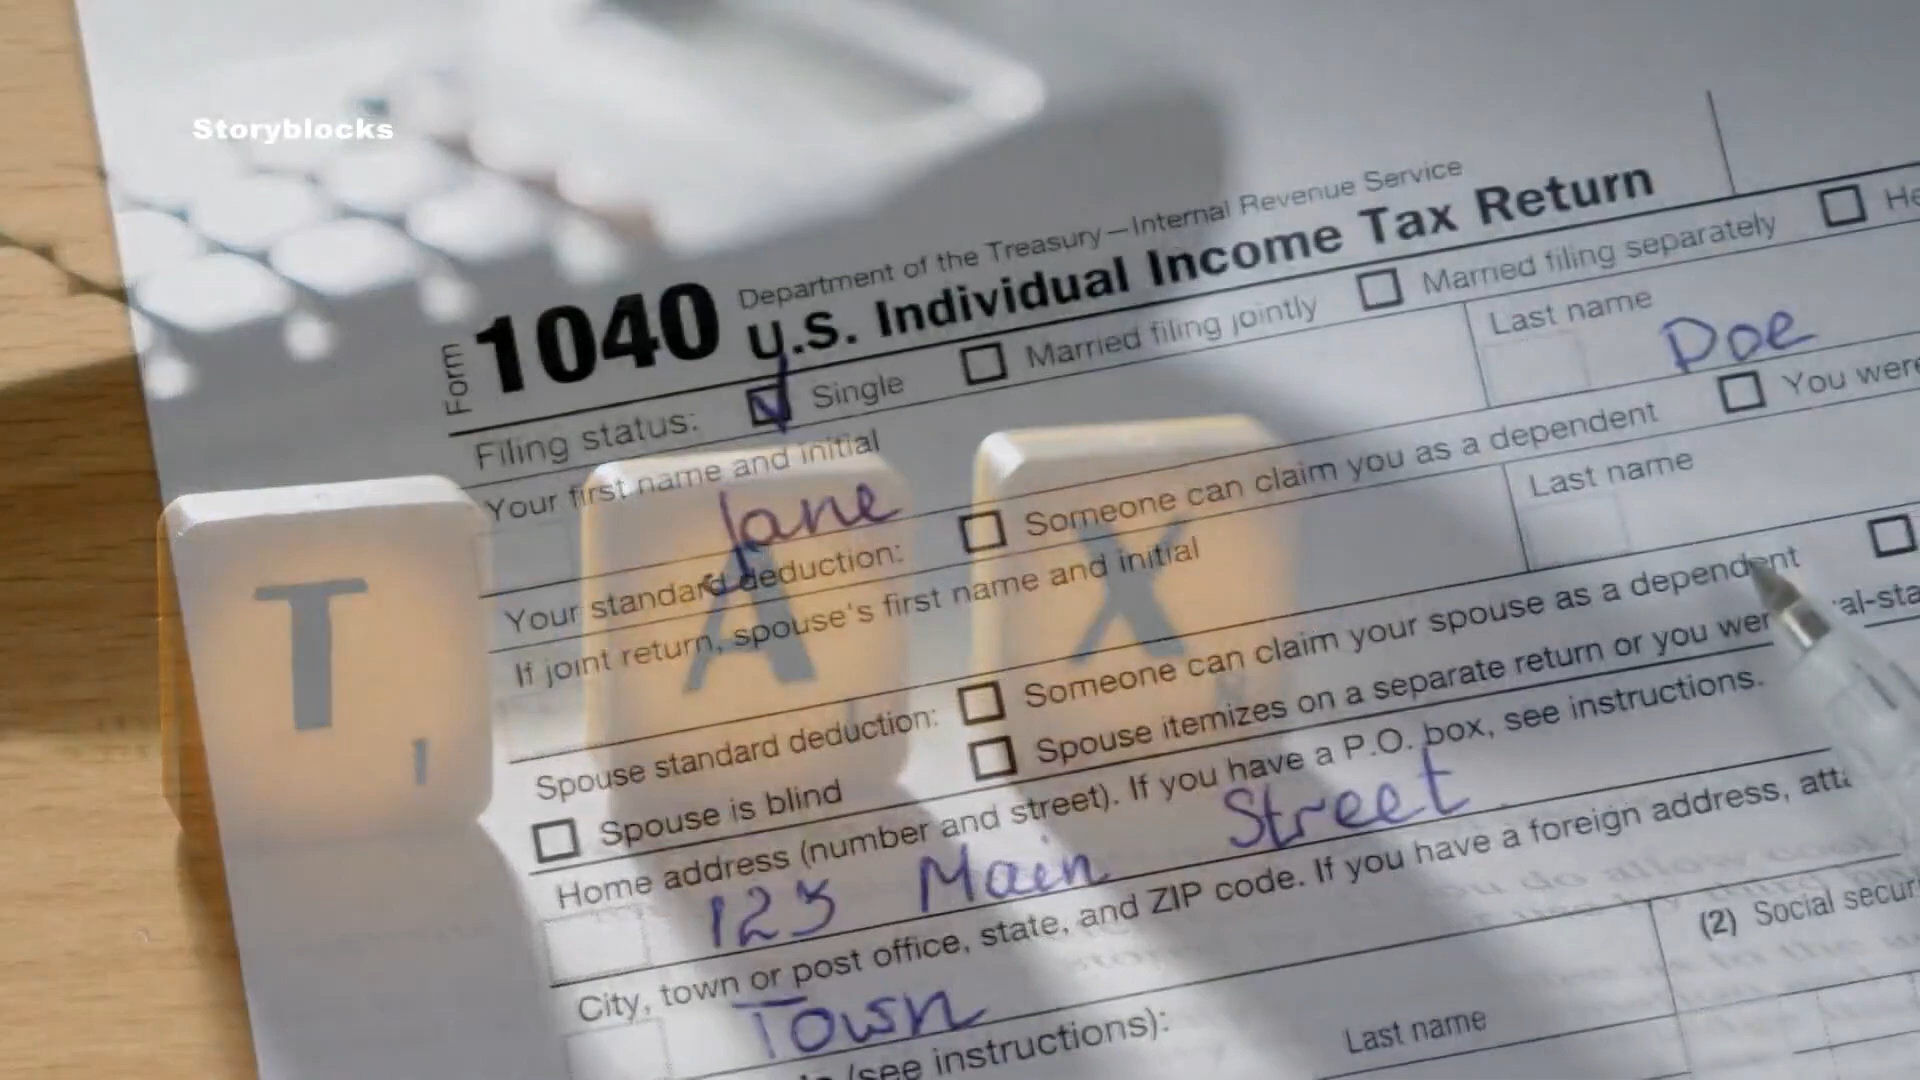 Storyblocks
Department of the Treasury—Internal Revenue Service
Form 1040 U.S. Individual Income Tax Return
Filing status: Single Married filing jointly Married filing separately
Your first name and initial
Jane
Last name
Doe
Your standard deduction: Someone can claim you as a dependent You were
If joint return, spouse's first name and initial
Last name
Spouse standard deduction: Someone can claim your spouse as a dependent
Spouse is blind Spouse itemizes on a separate return or you
al-sta
Home address (number and street). If you have a P.O. box, see instructions.
123 Main Street
City, town or post office, state, and ZIP code. If you have a foreign address,
Town
(see instructions):
Last name
(2) Social
T A X
1